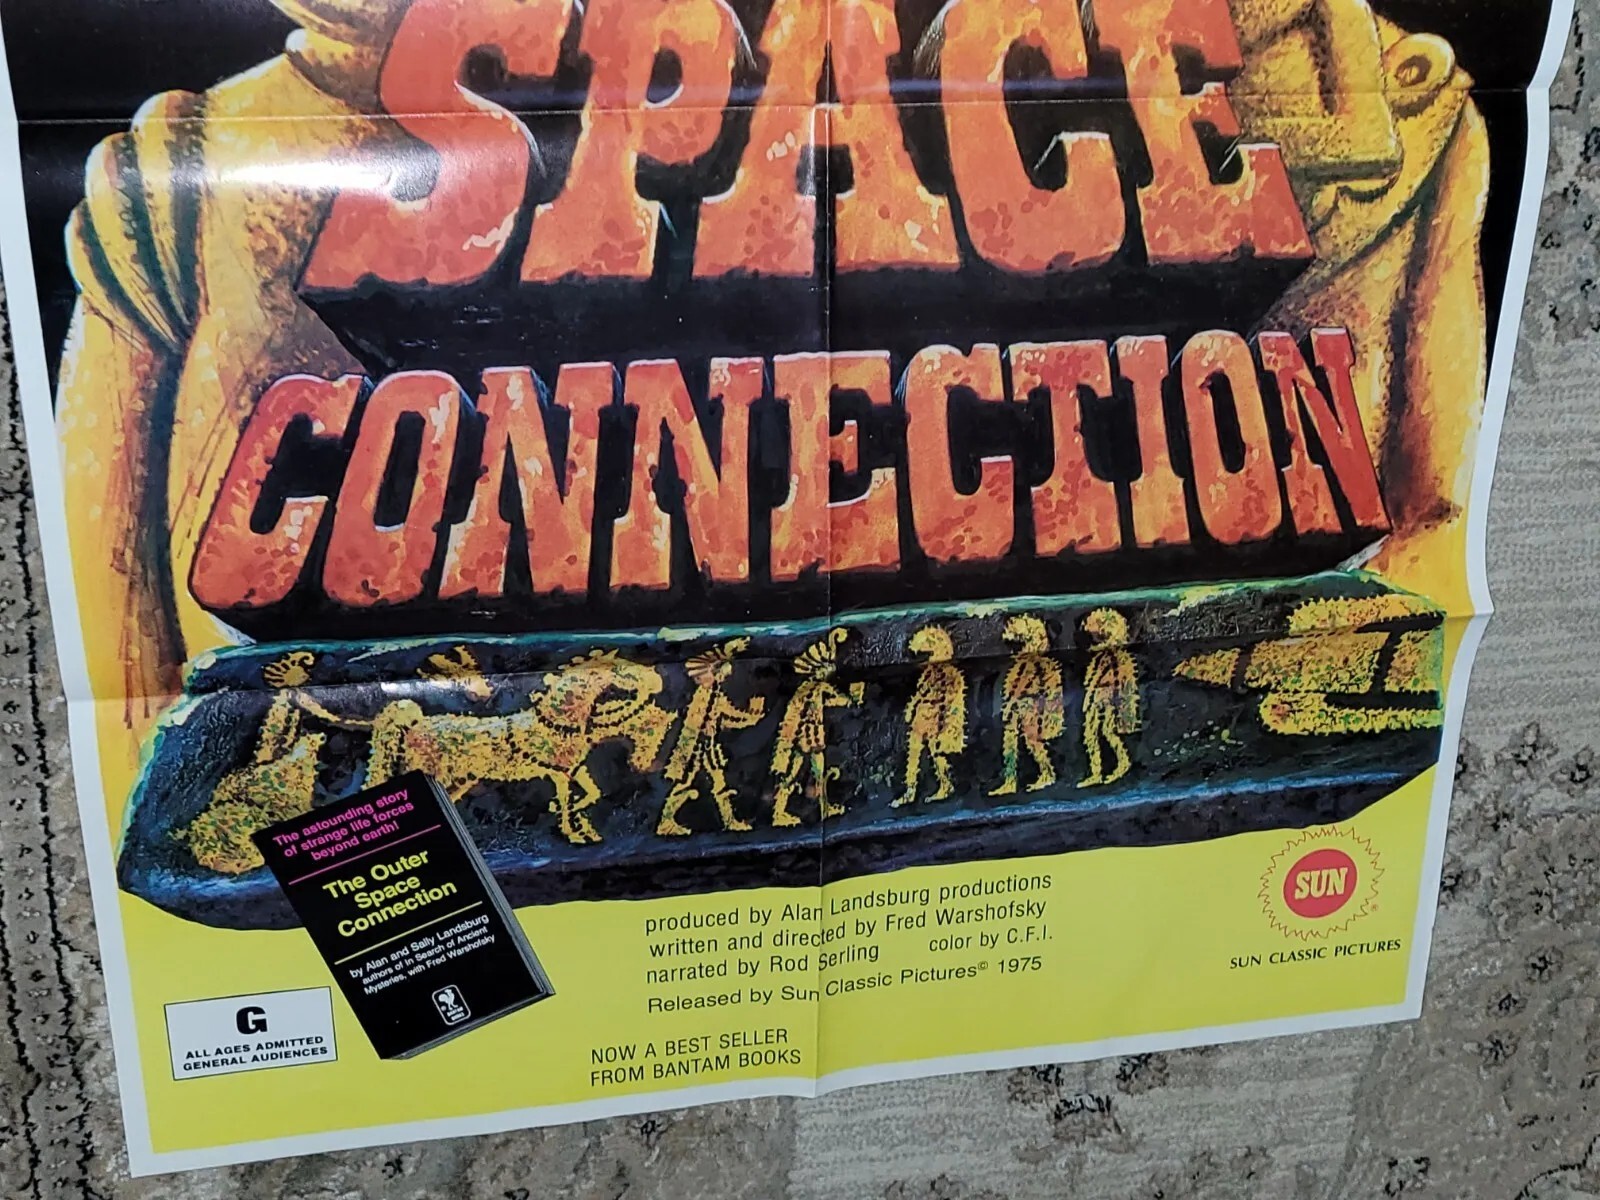 SPACE
CONNECTION
The astounding story
of strange life forces
beyond earth!
The Outer
Space
Connection
by Alan and Sally Landsburg
authors of In Search of Ancient
Mysteries, with Fred Warshofsky
BANTAM
BOOKS
G
ALL AGES ADMITTED
GENERAL AUDIENCES
produced by Alan Landsburg productions
written and directed by Fred Warshofsky
narrated by Rod Serling color by C.F.I.
Released by Sun Classic Pictures© 1975
NOW A BEST SELLER
FROM BANTAM BOOKS
SUN
®
SUN CLASSIC PICTURES